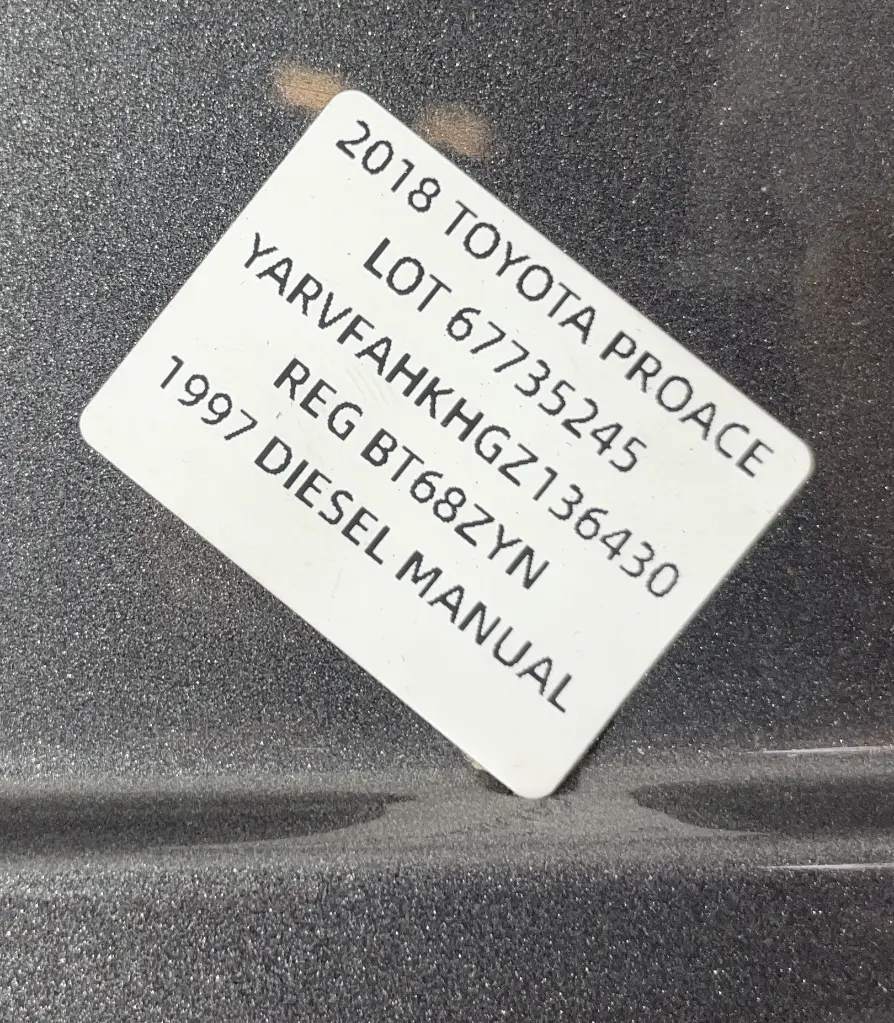 2018 TOYOTA PROACE
LOT 67735245
YARVFAHKHGZ136430
REG BT68ZYN
1997 DIESEL MANUAL